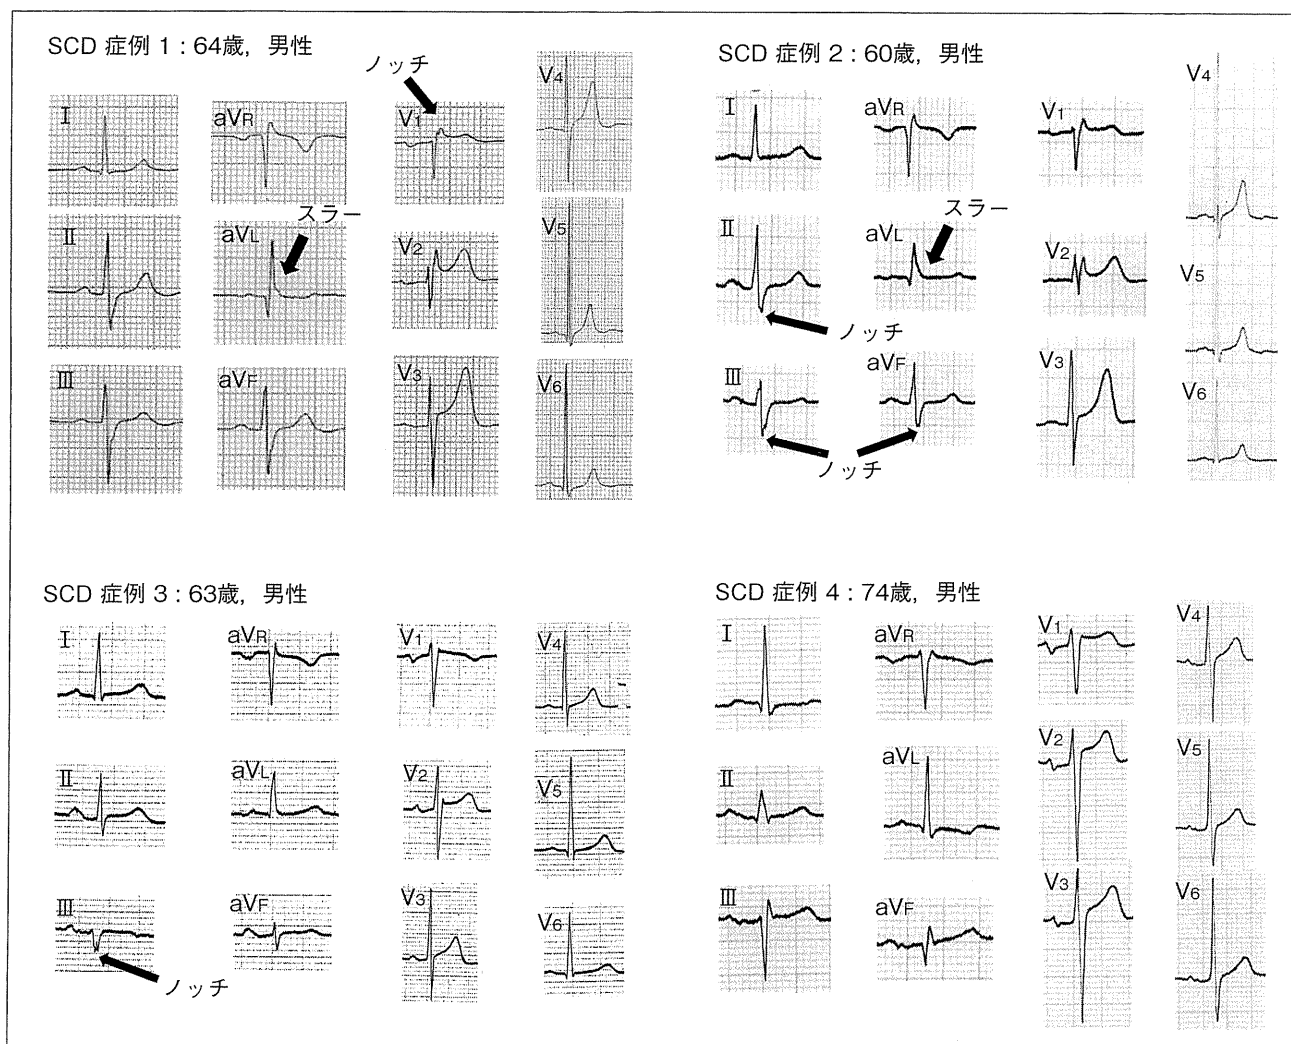 SCD 症例 1：64歳，男性
ノッチ
I
aVR
V1
V4
スラー
II
aVL
V2
V5
III
aVF
V3
V6
SCD 症例 2：60歳，男性
I
aVR
V1
V4
スラー
II
aVL
V2
V5
ノッチ
III
aVF
V3
V6
ノッチ
SCD 症例 3：63歳，男性
I
aVR
V1
V4
II
aVL
V2
V5
III
aVF
V3
V6
ノッチ
SCD 症例 4：74歳，男性
I
aVR
V1
V4
II
aVL
V2
V5
III
aVF
V3
V6